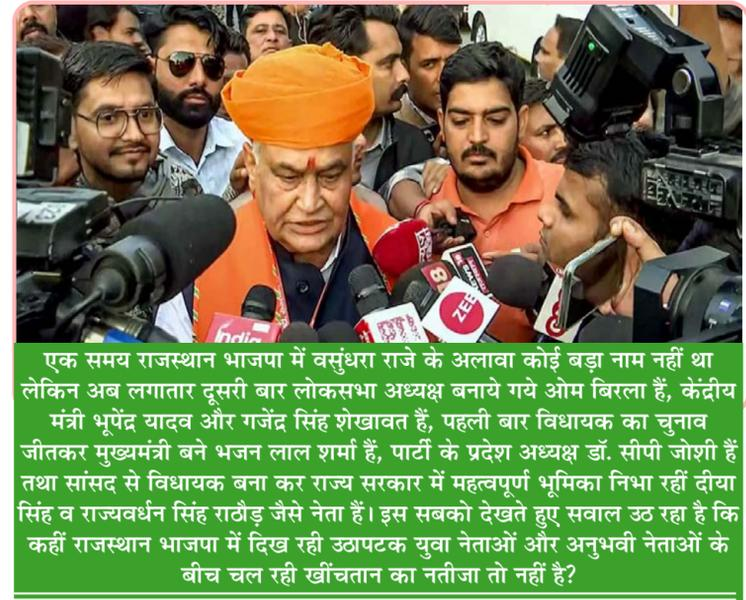 India
ZEE
8
एक समय राजस्थान भाजपा में वसुंधरा राजे के अलावा कोई बड़ा नाम नहीं था
लेकिन अब लगातार दूसरी बार लोकसभा अध्यक्ष बनाये गये ओम बिरला हैं, केंद्रीय
मंत्री भूपेंद्र यादव और गजेंद्र सिंह शेखावत हैं, पहली बार विधायक का चुनाव
जीतकर मुख्यमंत्री बने भजन लाल शर्मा हैं, पार्टी के प्रदेश अध्यक्ष डॉ. सीपी जोशी हैं
तथा सांसद से विधायक बना कर राज्य सरकार में महत्वपूर्ण भूमिका निभा रहीं दीया
सिंह व राज्यवर्धन सिंह राठौड़ जैसे नेता हैं। इस सबको देखते हुए सवाल उठ रहा है कि
कहीं राजस्थान भाजपा में दिख रही उठापटक युवा नेताओं और अनुभवी नेताओं के
बीच चल रही खींचतान का नतीजा तो नहीं है?